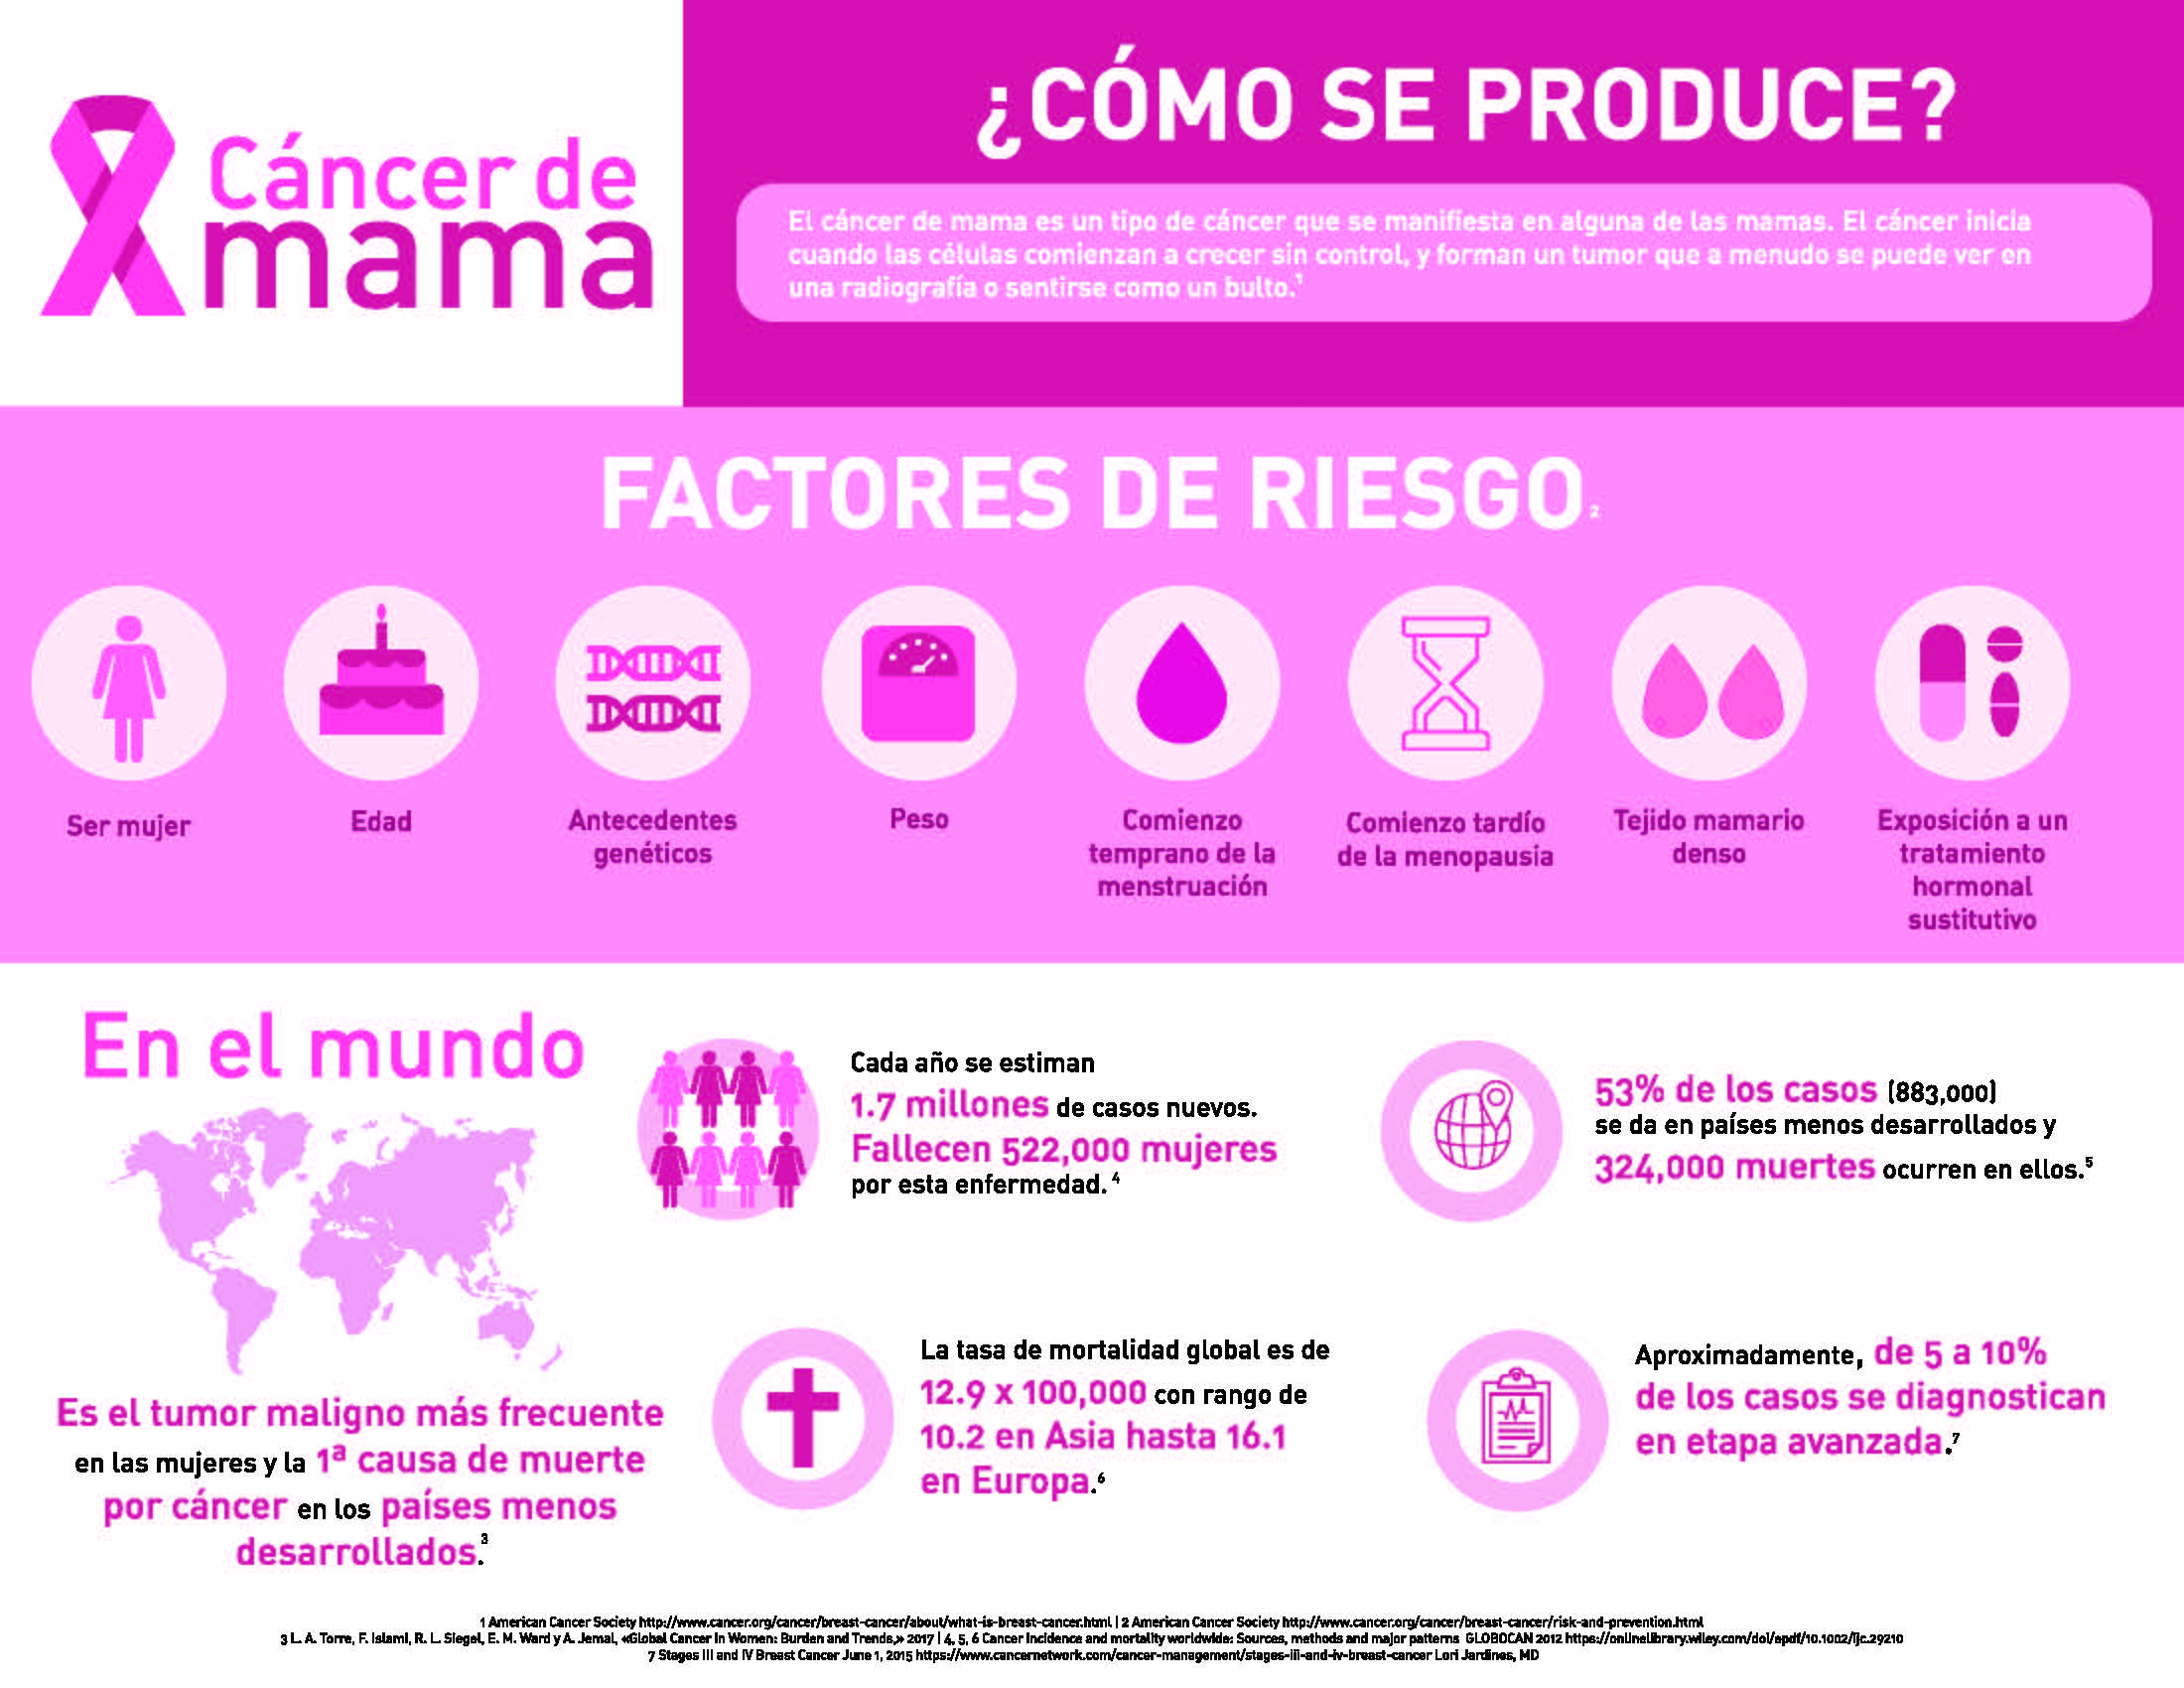 Cáncer de
mama
¿CÓMO SE PRODUCE?
El cáncer de mama es un tipo de cáncer que se manifiesta en alguna de las mamas. El cáncer inicia
cuando las células comienzan a crecer sin control, y forman un tumor que a menudo se puede ver en
una radiografía o sentirse como un bulto.¹
FACTORES DE RIESGO₂
Ser mujer
Edad
Antecedentes
genéticos
Peso
Comienzo
temprano de la
menstruación
Comienzo tardío
de la menopausia
Tejido mamario
denso
Exposición a un
tratamiento
hormonal
sustitutivo
En el mundo
Es el tumor maligno más frecuente
en las mujeres y la 1ª causa de muerte
por cáncer en los países menos
desarrollados.³
Cada año se estiman
1.7 millones de casos nuevos.
Fallecen 522,000 mujeres
por esta enfermedad.⁴
53% de los casos (883,000)
se da en países menos desarrollados y
324,000 muertes ocurren en ellos.⁵
La tasa de mortalidad global es de
12.9 x 100,000 con rango de
10.2 en Asia hasta 16.1
en Europa.⁶
Aproximadamente, de 5 a 10%
de los casos se diagnostican
en etapa avanzada.⁷
1 American Cancer Society http://www.cancer.org/cancer/breast-cancer/about/what-is-breast-cancer.html | 2 American Cancer Society http://www.cancer.org/cancer/breast-cancer/risk-and-prevention.html
3 L. A. Torre, F. Islami, R. L. Siegel, E. M. Ward y A. Jemal, «Global Cancer in Women: Burden and Trends,» 2017 | 4, 5, 6 Cancer Incidence and mortality worldwide: Sources, methods and major patterns GLOBOCAN 2012 https://onlinelibrary.wiley.com/doi/epdf/10.1002/ijc.29210
7 Stages III and IV Breast Cancer June 1, 2015 https://www.cancernetwork.com/cancer-management/stages-iii-and-iv-breast-cancer Lori Jardines, MD